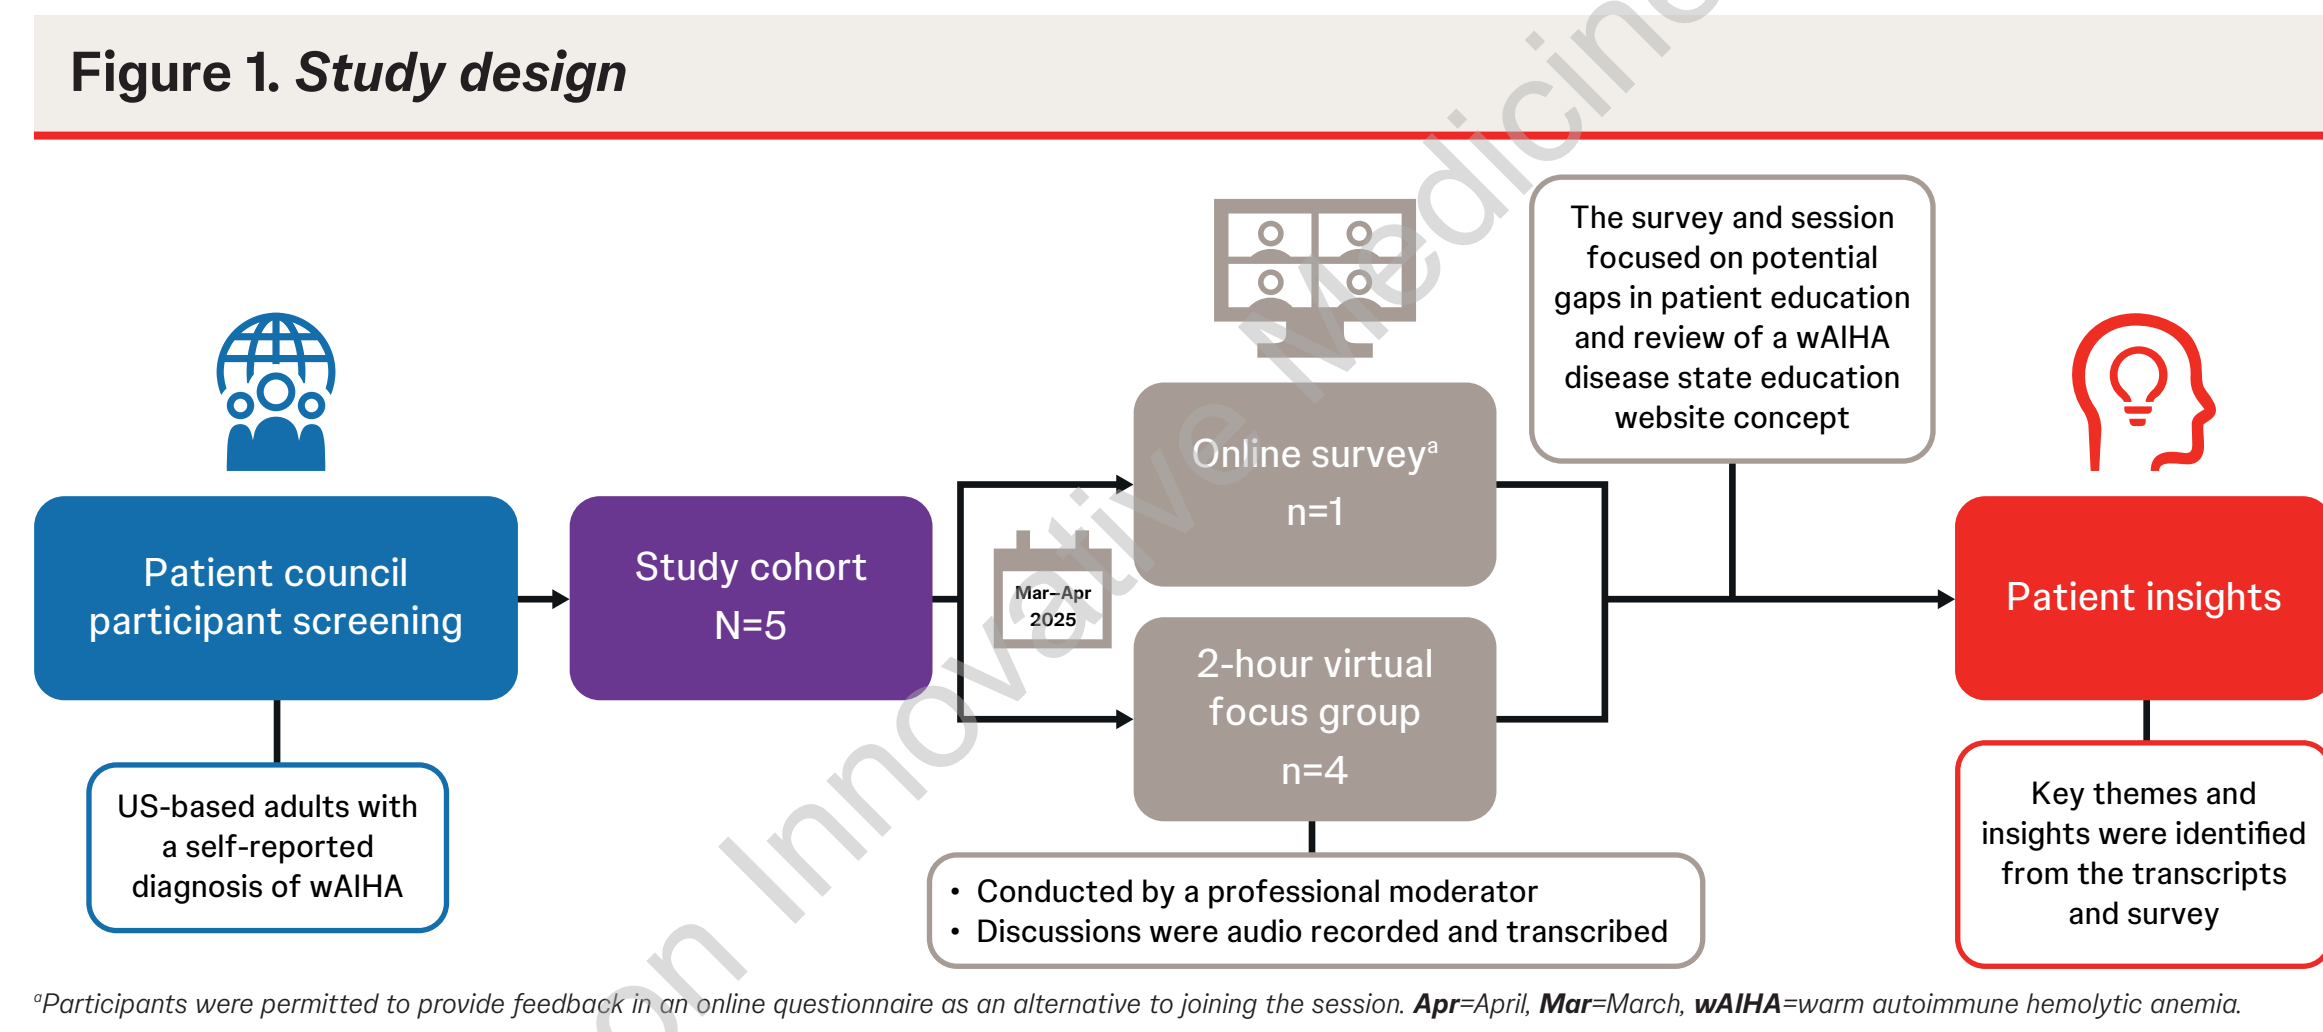 Figure 1. Study design
Patient council
participant screening
US-based adults with
a self-reported
diagnosis of wAIHA
Study cohort
N=5
Mar–Apr
2025
Online surveyᵃ
n=1
2-hour virtual
focus group
n=4
• Conducted by a professional moderator
• Discussions were audio recorded and transcribed
The survey and session
focused on potential
gaps in patient education
and review of a wAIHA
disease state education
website concept
Patient insights
Key themes and
insights were identified
from the transcripts
and survey
ᵃParticipants were permitted to provide feedback in an online questionnaire as an alternative to joining the session. Apr=April, Mar=March, wAIHA=warm autoimmune hemolytic anemia.
on Innovative Medicine